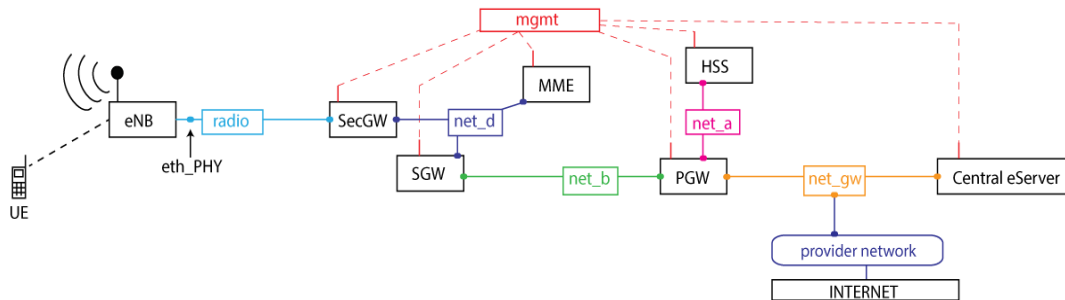 mgmt
HSS
MME
eNB
radio
SecGW
net_d
net_a
eth_PHY
SGW
net_b
PGW
net_gw
Central eServer
UE
provider network
INTERNET